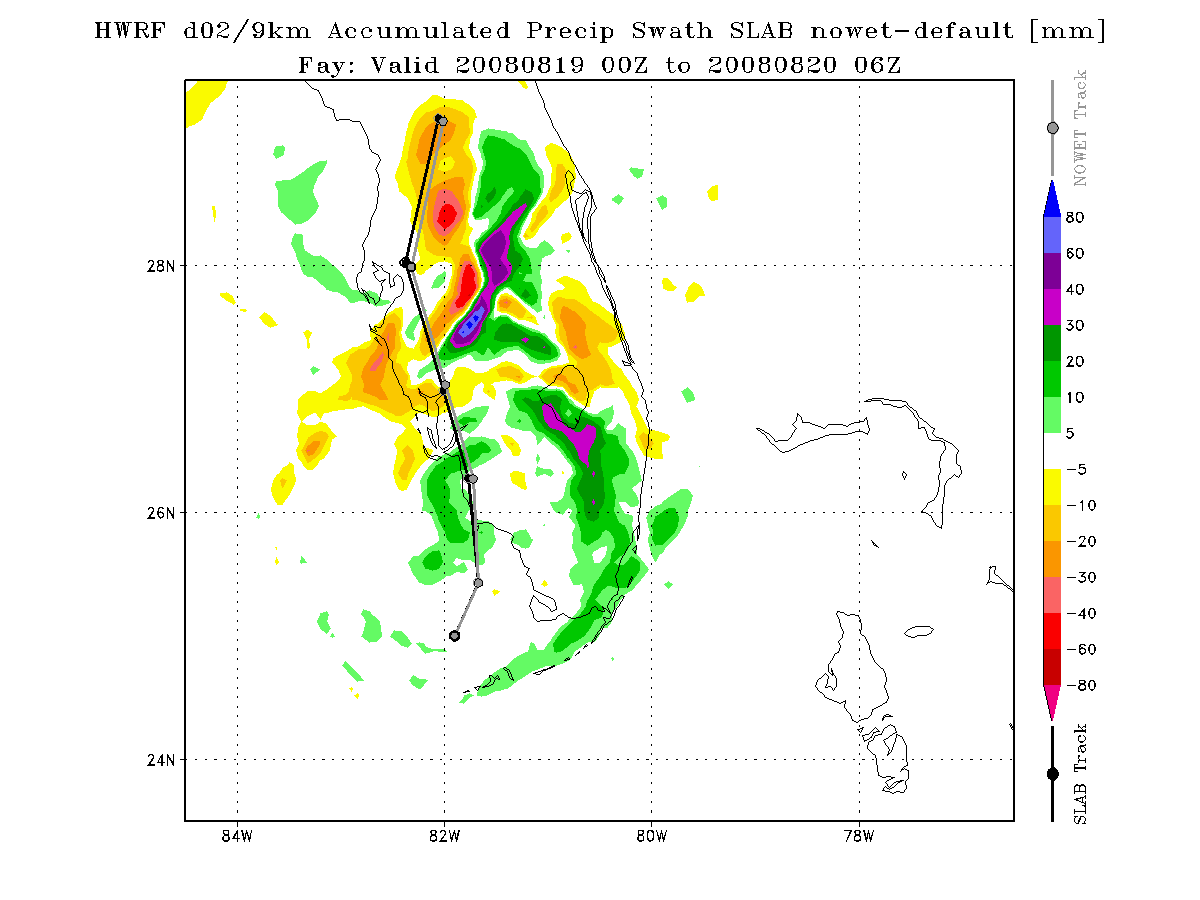 HWRF d02/9km Accumulated Precip Swath SLAB nowet-default [mm]
Fay: Valid 20080819 00Z to 20080820 06Z
NOWET Track
80
60
40
30
20
10
5
-5
-10
-20
-30
-40
-60
-80
SLAB Track
28N
26N
24N
84W 82W 80W 78W